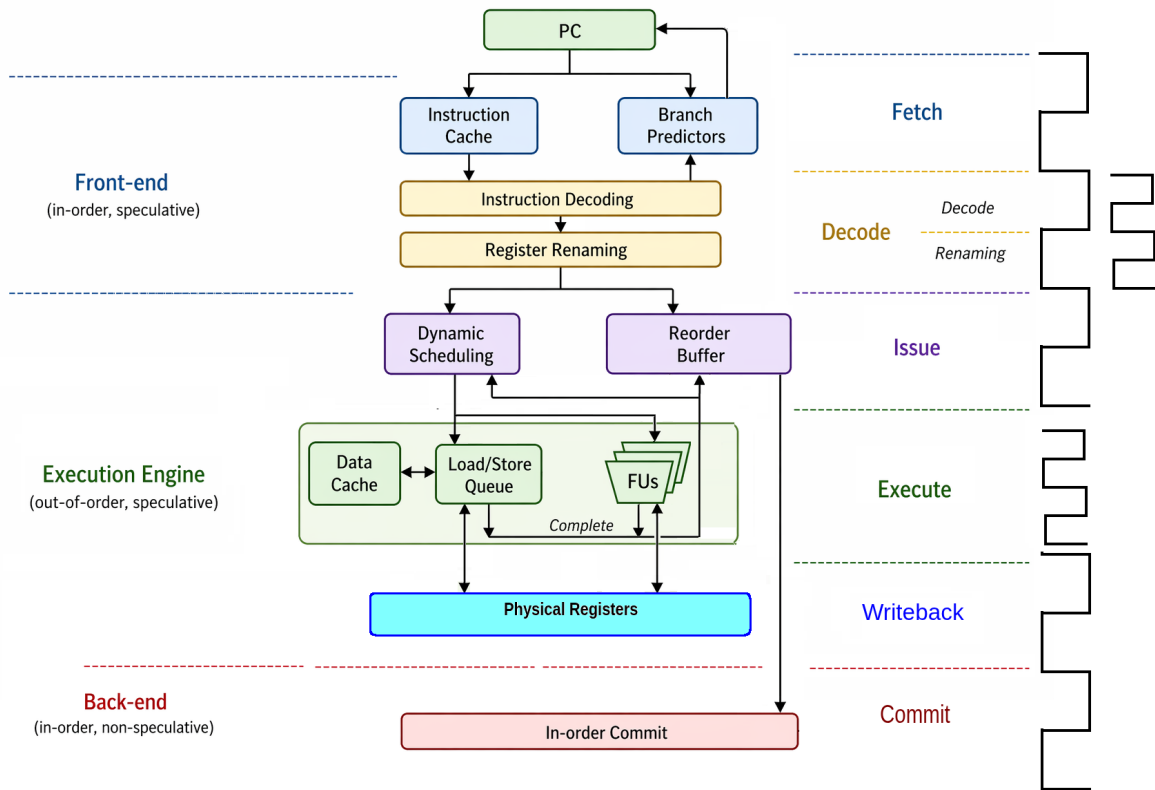 PC
Instruction
Cache
Branch
Predictors
Fetch
Front-end
(in-order, speculative)
Instruction Decoding
Decode
Decode
Register Renaming
Renaming
Dynamic
Scheduling
Reorder
Buffer
Issue
Execution Engine
(out-of-order, speculative)
Data
Cache
Load/Store
Queue
FUs
Complete
Execute
Physical Registers
Writeback
Back-end
(in-order, non-speculative)
In-order Commit
Commit